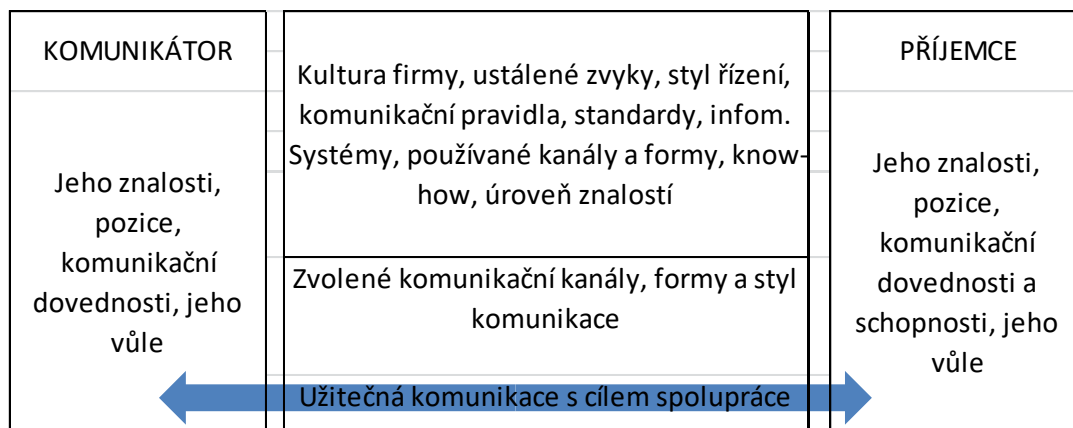 KOMUNIKÁTOR
Jeho znalosti,
pozice,
komunikační
dovednosti, jeho
vůle
Kultura firmy, ustálené zvyky, styl řízení,
komunikační pravidla, standardy, infom.
Systémy, používané kanály a formy, know-
how, úroveň znalostí
Zvolené komunikační kanály, formy a styl
komunikace
Užitečná komunikace s cílem spolupráce
PŘÍJEMCE
Jeho znalosti,
pozice,
komunikační
dovednosti a
schopnosti, jeho
vůle